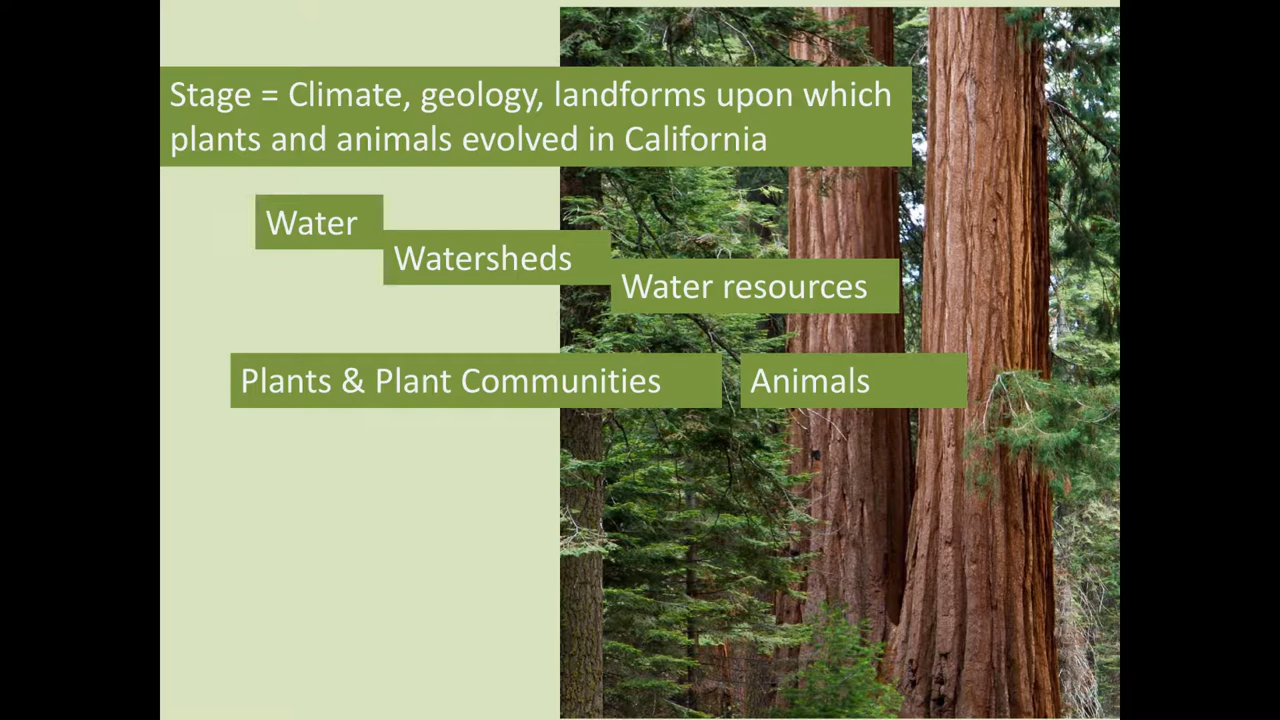 Stage = Climate, geology, landforms upon which
plants and animals evolved in California
Water
Watersheds
Water resources
Plants & Plant Communities
Animals